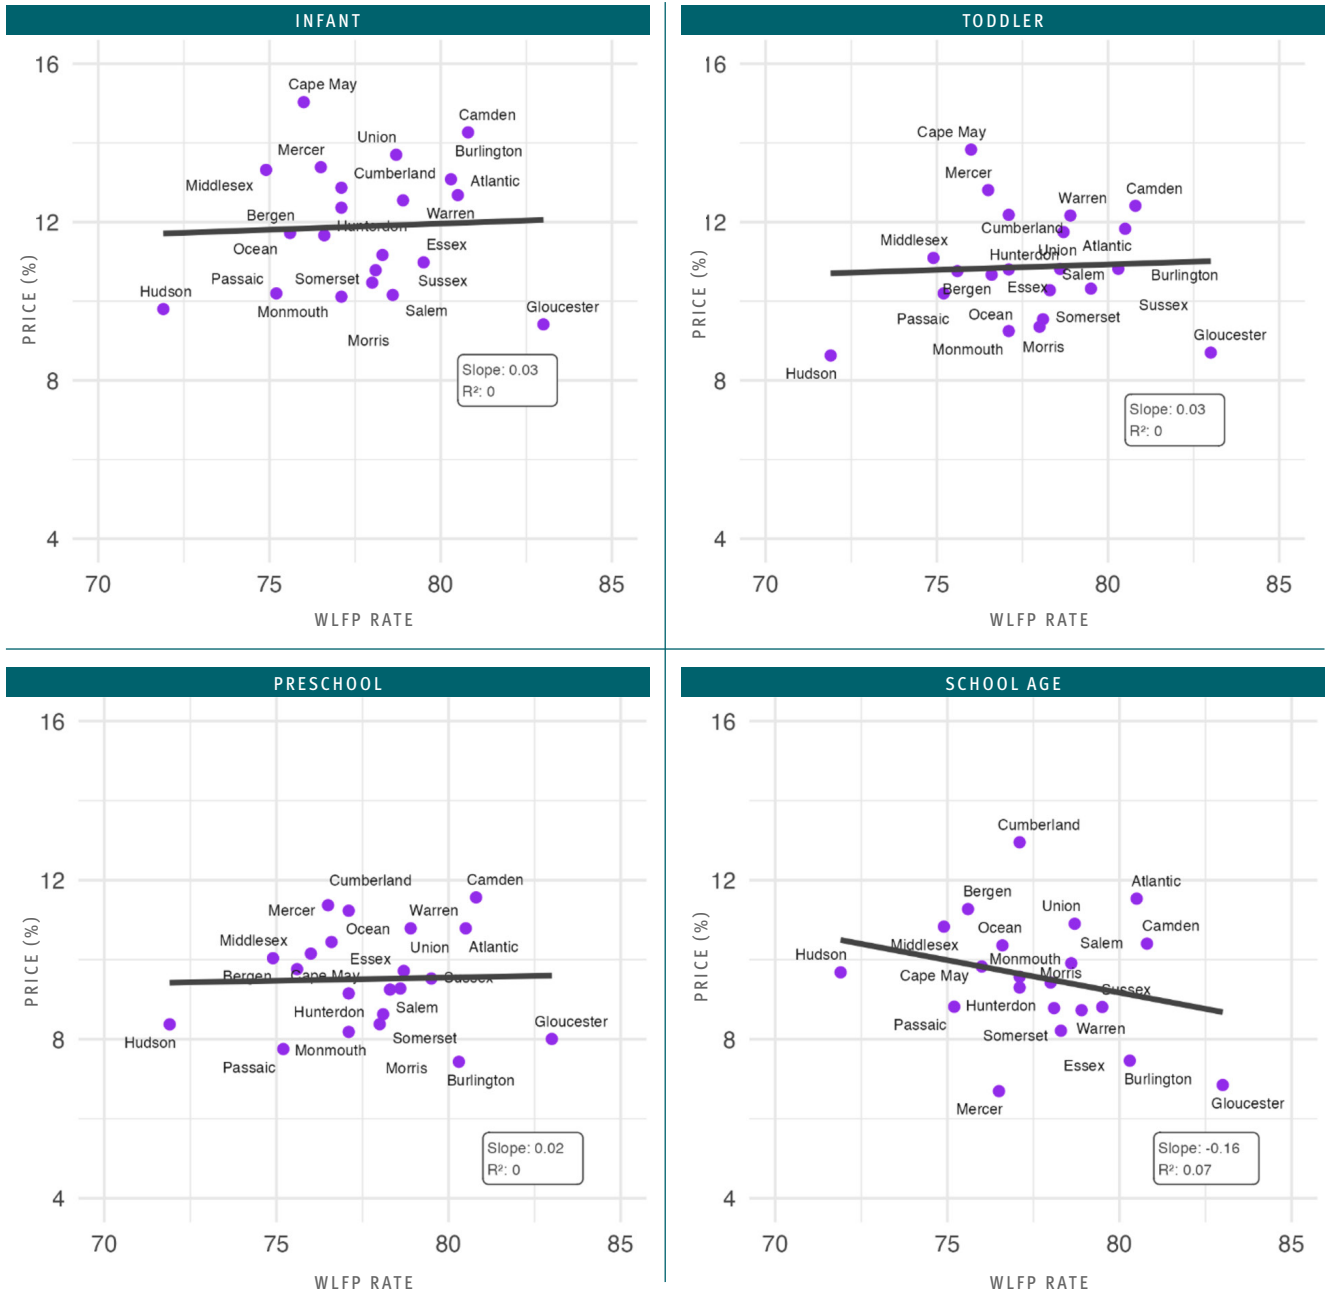 INFANT
16
12
8
4
70 75 80 85
PRICE (%)
WLFP RATE
Cape May
Camden
Union
Mercer
Burlington
Cumberland
Middlesex
Atlantic
Bergen
Warren
Hunterdon
Ocean
Essex
Passaic
Somerset
Sussex
Hudson
Monmouth
Salem
Gloucester
Morris
Slope: 0.03
R²: 0
TODDLER
16
12
8
4
70 75 80 85
PRICE (%)
WLFP RATE
Cape May
Mercer
Camden
Warren
Cumberland
Middlesex
Union
Atlantic
Hunterdon
Salem
Burlington
Bergen
Essex
Sussex
Passaic
Ocean
Somerset
Gloucester
Monmouth
Morris
Hudson
Slope: 0.03
R²: 0
PRESCHOOL
16
12
8
4
70 75 80 85
PRICE (%)
WLFP RATE
Cumberland
Camden
Mercer
Warren
Ocean
Middlesex
Union
Atlantic
Essex
Bergen
Cape May
Sussex
Hunterdon
Salem
Gloucester
Hudson
Monmouth
Somerset
Passaic
Morris
Burlington
Slope: 0.02
R²: 0
SCHOOL AGE
16
12
8
4
70 75 80 85
PRICE (%)
WLFP RATE
Cumberland
Atlantic
Bergen
Union
Ocean
Camden
Middlesex
Salem
Hudson
Monmouth
Cape May
Morris
Sussex
Hunterdon
Passaic
Somerset
Warren
Essex
Burlington
Mercer
Gloucester
Slope: -0.16
R²: 0.07